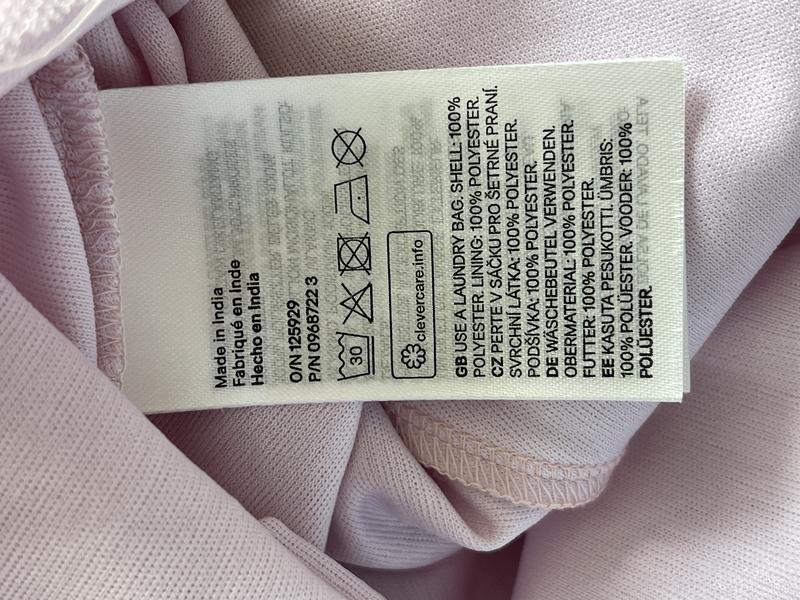 Made in India
Fabriqué en Inde
Hecho en India
O/N 125929
P/N 0968722 3
30
clevercare.info
GB USE A LAUNDRY BAG. SHELL: 100%
POLYESTER. LINING: 100% POLYESTER.
CZ PERTE V SÁČKU PRO ŠETRNÉ PRANÍ.
SVRCHNÍ LÁTKA: 100% POLYESTER.
PODŠÍVKA: 100% POLYESTER.
DE WÄSCHEBEUTEL VERWENDEN.
OBERMATERIAL: 100% POLYESTER.
FUTTER: 100% POLYESTER.
EE KASUTA PESUKOTTI. ÜMBRIS:
100% POLÜESTER. VOODER: 100%
POLÜESTER.